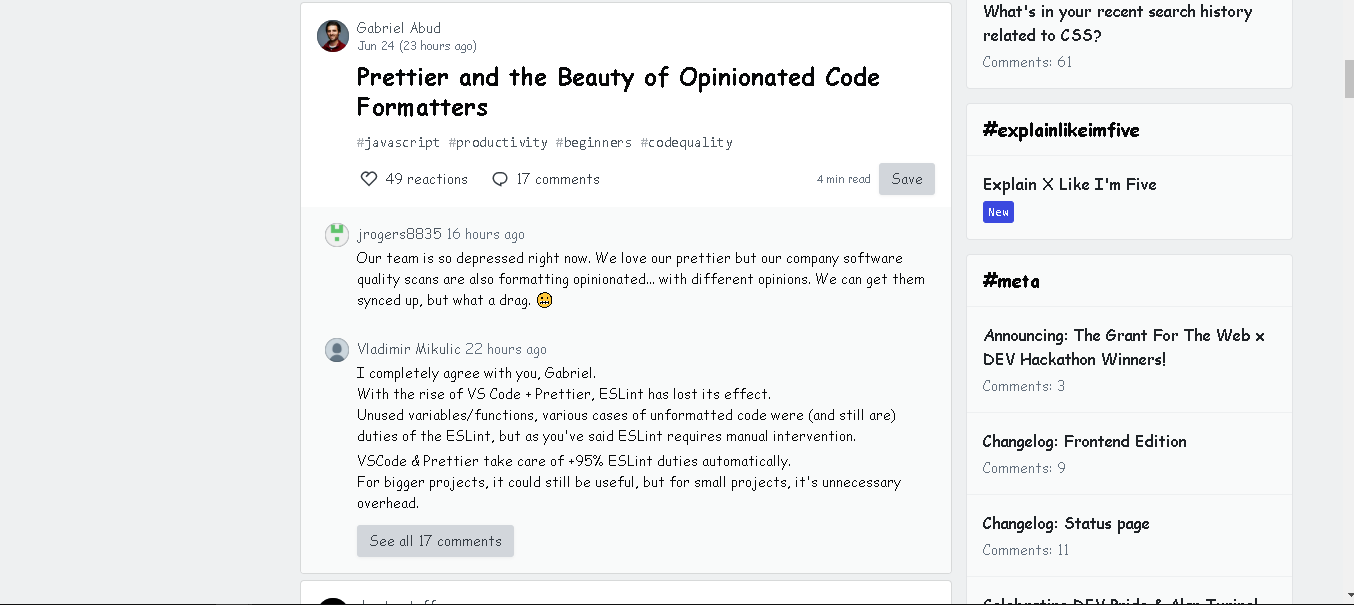 Gabriel Abud
Jun 24 (23 hours ago)
Prettier and the Beauty of Opinionated Code
Formatters
#javascript #productivity #beginners #codequality
49 reactions 17 comments 4 min read Save
jrogers8835 16 hours ago
Our team is so depressed right now. We love our prettier but our company software
quality scans are also formatting opinionated... with different opinions. We can get them
synced up, but what a drag. 🤐
Vladimir Mikulic 22 hours ago
I completely agree with you, Gabriel.
With the rise of VS Code + Prettier, ESLint has lost its effect.
Unused variables/functions, various cases of unformatted code were (and still are)
duties of the ESLint, but as you've said ESLint requires manual intervention.
VSCode & Prettier take care of +95% ESLint duties automatically.
For bigger projects, it could still be useful, but for small projects, it's unnecessary
overhead.
See all 17 comments
What's in your recent search history
related to CSS?
Comments: 61
#explainlikeimfive
Explain X Like I'm Five
New
#meta
Announcing: The Grant For The Web x
DEV Hackathon Winners!
Comments: 3
Changelog: Frontend Edition
Comments: 9
Changelog: Status page
Comments: 11
Celebrating DEV Pride & Alan Turing!